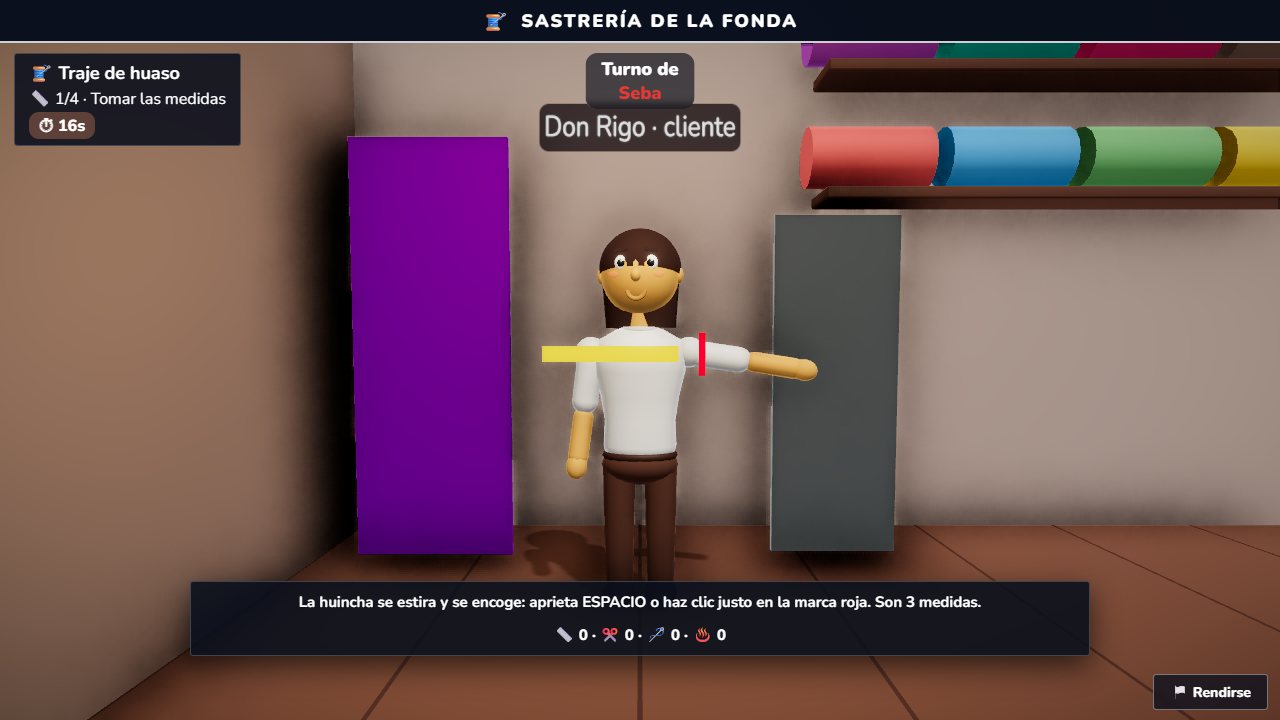 SASTRERÍA DE LA FONDA
Traje de huaso
1/4 · Tomar las medidas
16s
Turno de
Seba
Don Rigo · cliente
La huincha se estira y se encoge: aprieta ESPACIO o haz clic justo en la marca roja. Son 3 medidas.
0 · 0 · 0 · 0
Rendirse